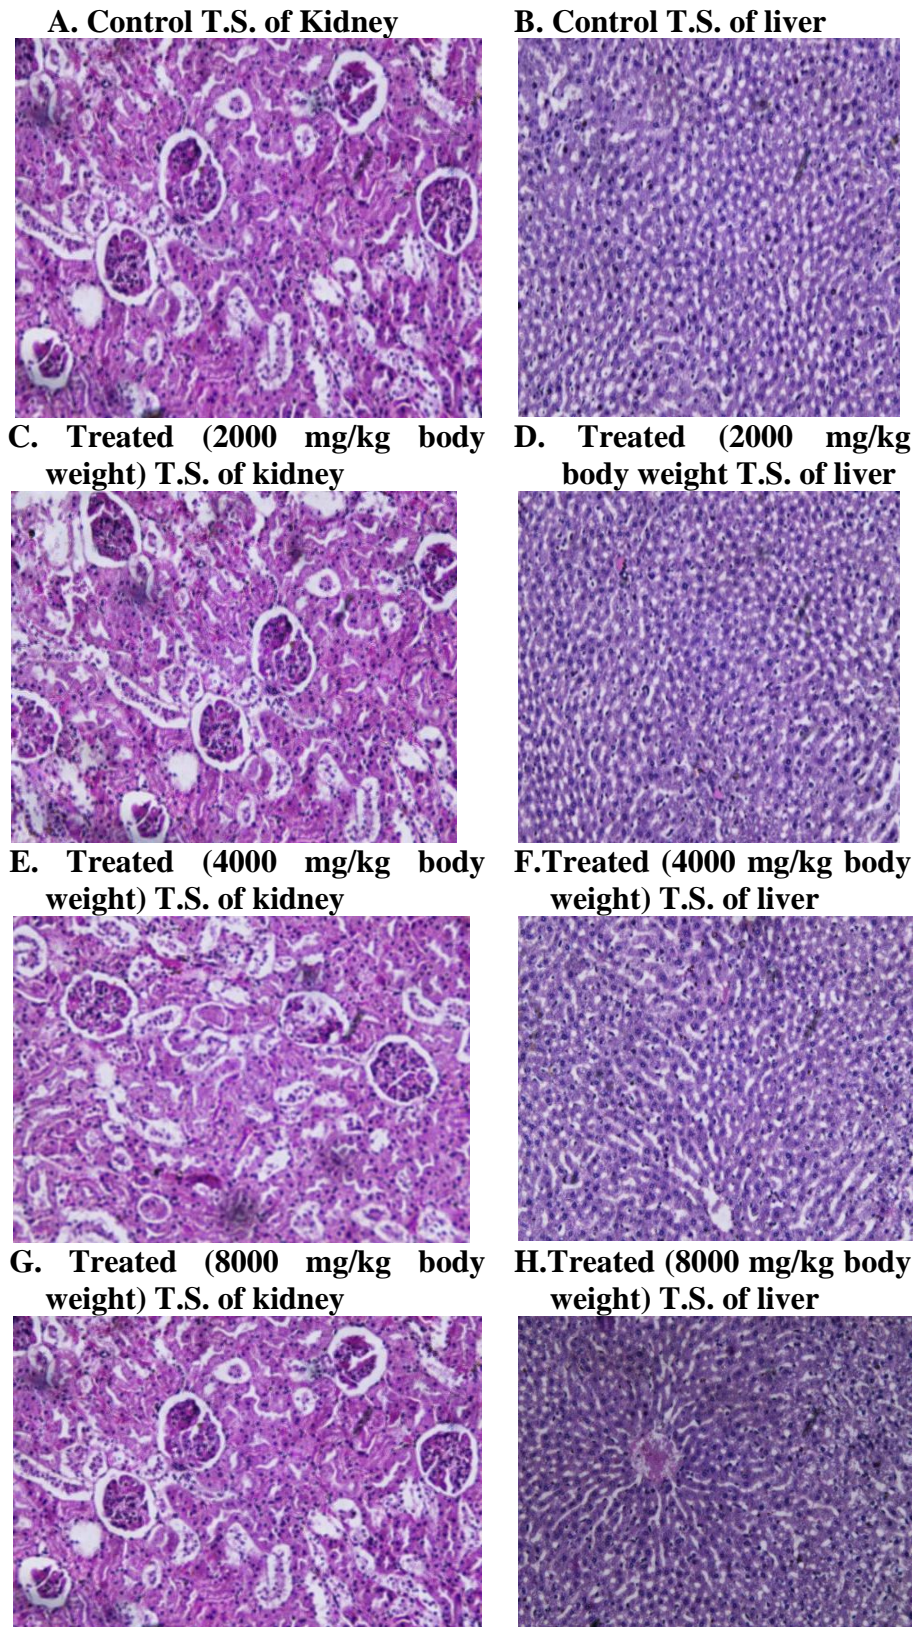 A. Control T.S. of Kidney
B. Control T.S. of liver
C. Treated (2000 mg/kg body
weight) T.S. of kidney
D. Treated (2000 mg/kg
body weight T.S. of liver
E. Treated (4000 mg/kg body
weight) T.S. of kidney
F.Treated (4000 mg/kg body
weight) T.S. of liver
G. Treated (8000 mg/kg body
weight) T.S. of kidney
H.Treated (8000 mg/kg body
weight) T.S. of liver